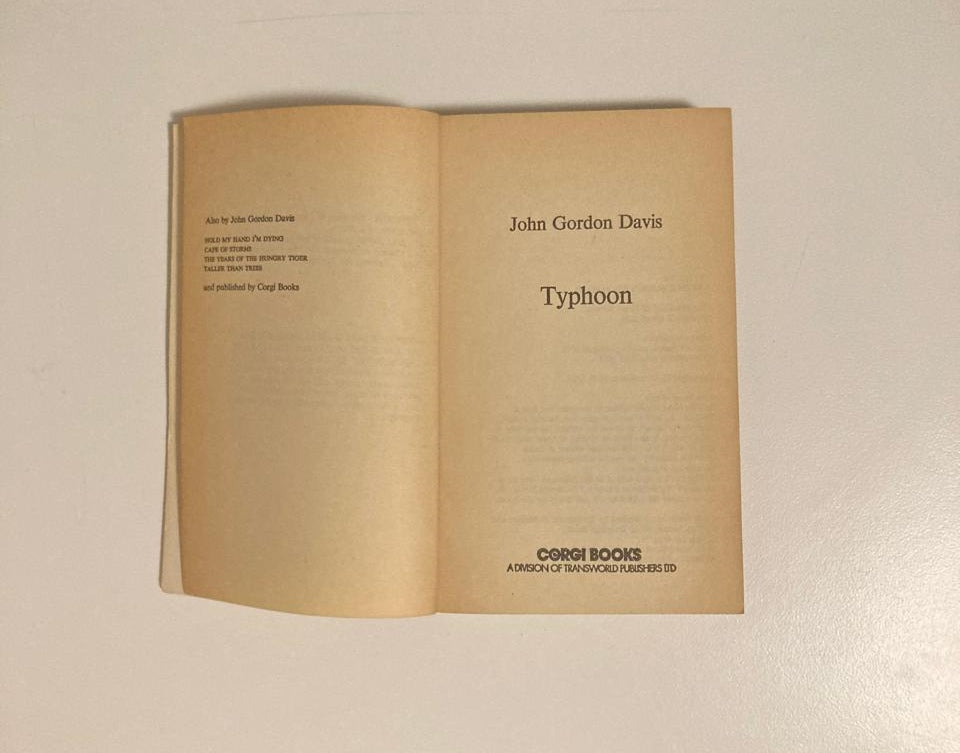 Also by John Gordon Davis
HOLD MY HAND I'M DYING
CAPE OF STORMS
THE YEARS OF THE HUNGRY TIGER
TALLER THAN TREES
and published by Corgi Books
John Gordon Davis
Typhoon
CORGI BOOKS
A DIVISION OF TRANSWORLD PUBLISHERS LTD